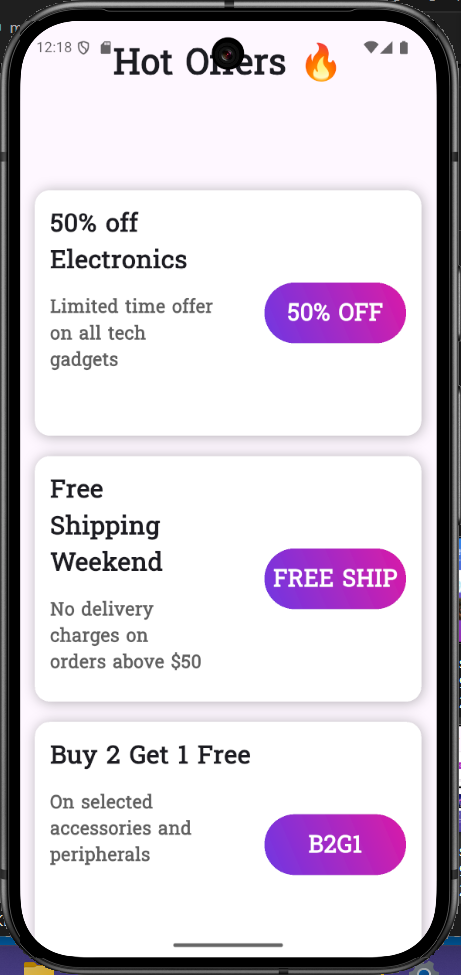 12:18
Hot Offers 🔥
50% off
Electronics
Limited time offer
on all tech
gadgets
50% OFF
Free
Shipping
Weekend
No delivery
charges on
orders above $50
FREE SHIP
Buy 2 Get 1 Free
On selected
accessories and
peripherals
B2G1